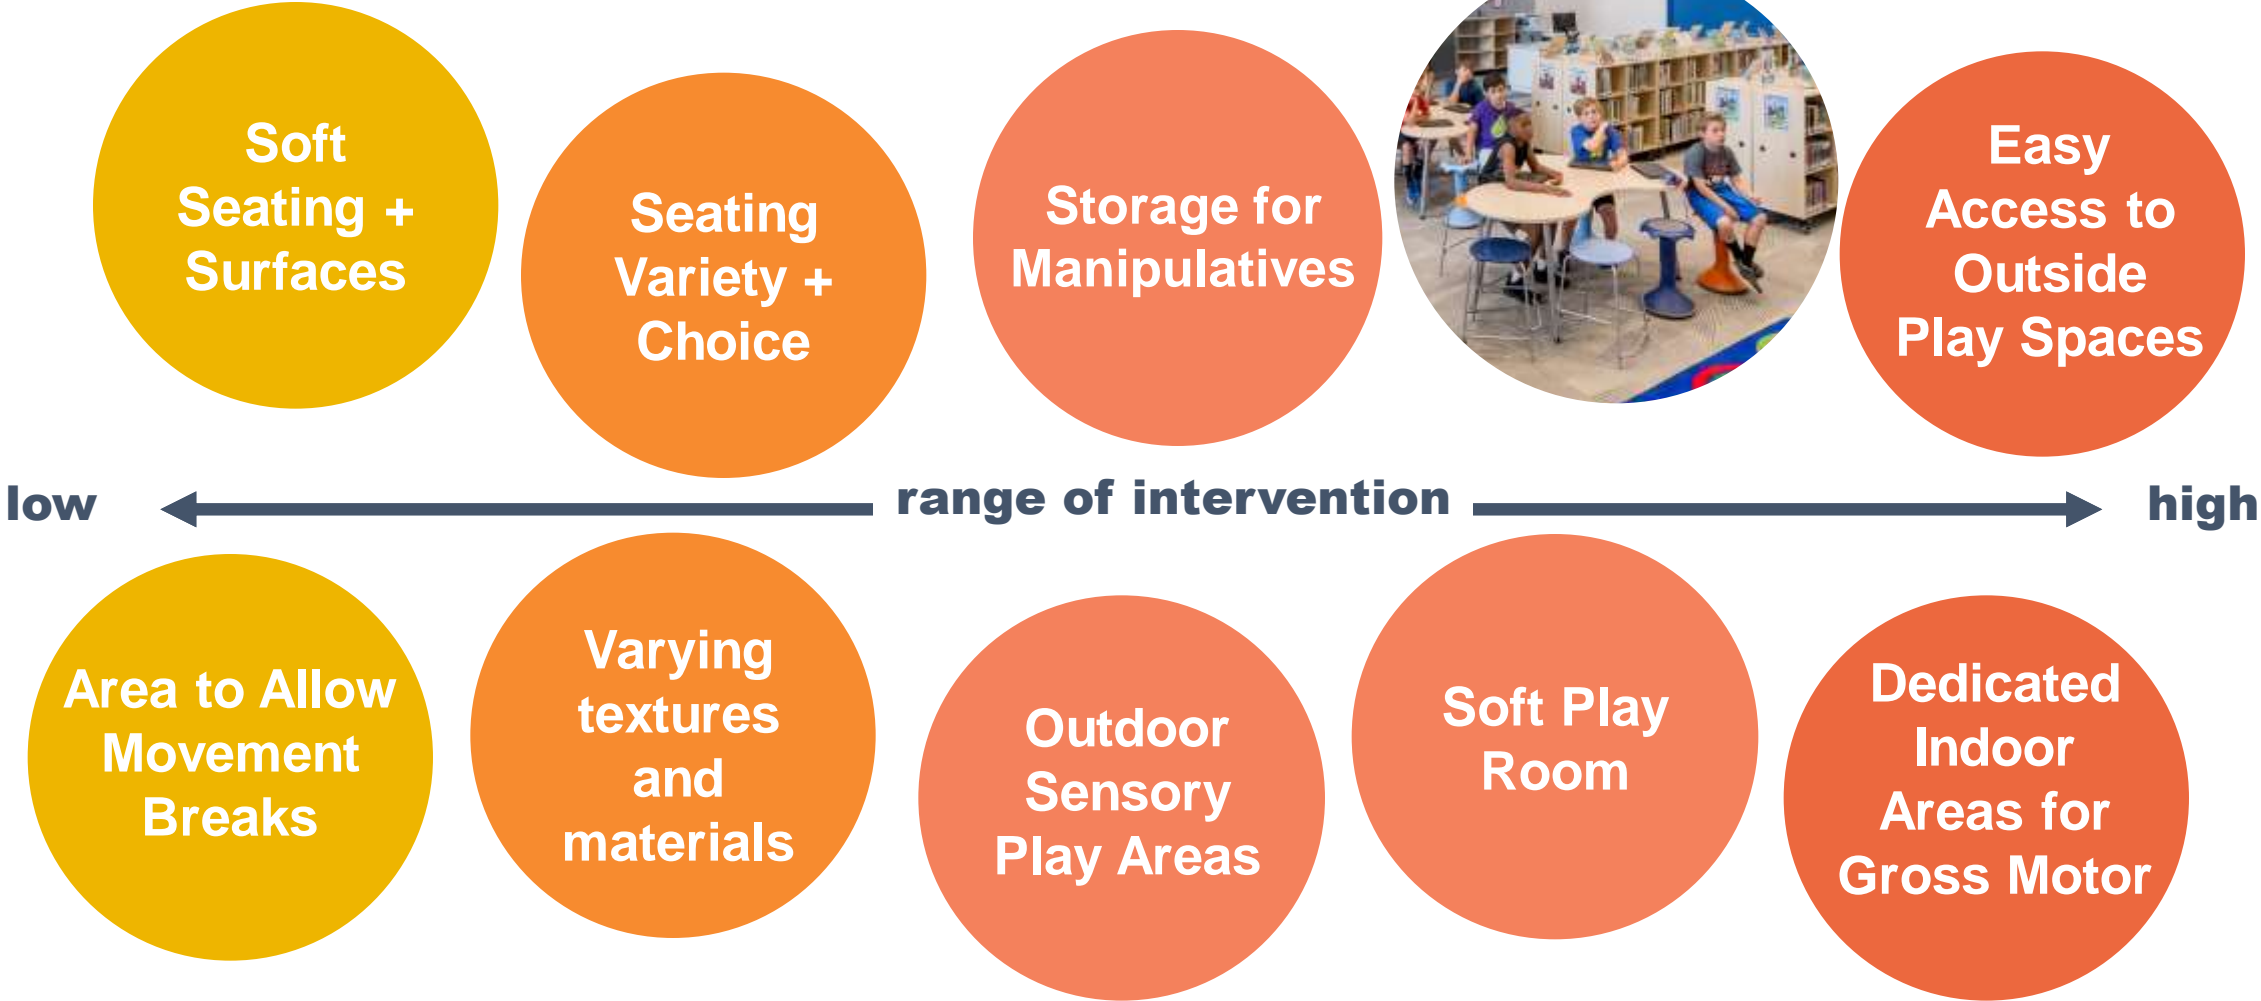 Soft
Seating +
Surfaces
Seating
Variety +
Choice
Storage for
Manipulatives
Easy
Access to
Outside
Play Spaces
low
range of intervention
high
Area to Allow
Movement
Breaks
Varying
textures
and
materials
Outdoor
Sensory
Play Areas
Soft Play
Room
Dedicated
Indoor
Areas for
Gross Motor